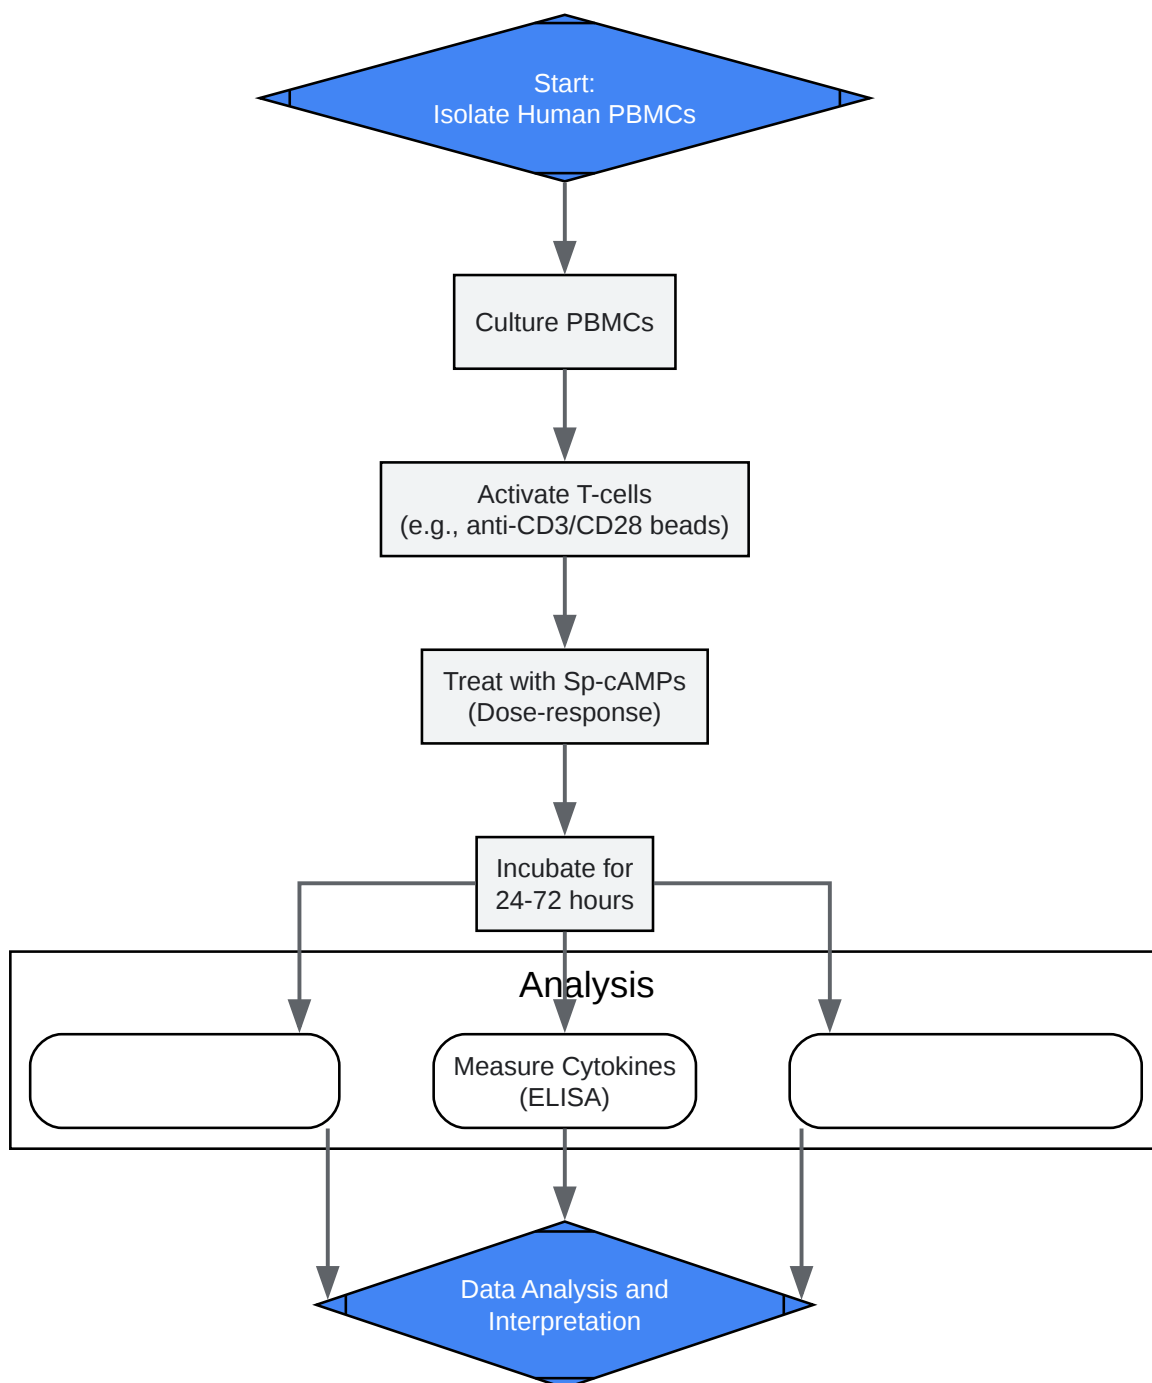 Start:
Isolate Human PBMCs
Culture PBMCs
Activate T-cells
(e.g., anti-CD3/CD28 beads)
Treat with Sp-cAMPs
(Dose-response)
Incubate for
24-72 hours
Analysis
Measure Cytokines
(ELISA)
Data Analysis and
Interpretation